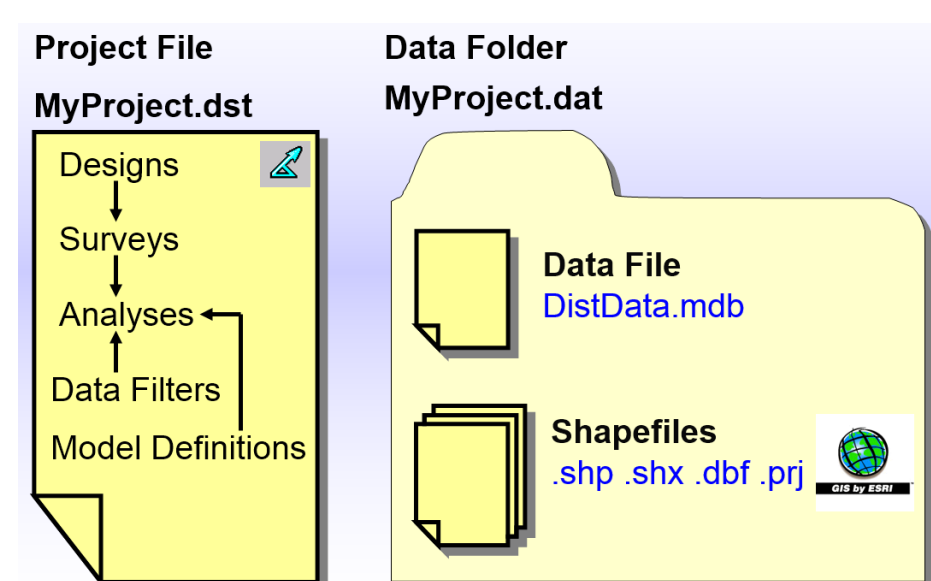 Project File
MyProject.dst
Designs
Surveys
Analyses
Data Filters
Model Definitions
Data Folder
MyProject.dat
Data File
DistData.mdb
Shapefiles
.shp .shx .dbf .prj
GIS by ESRI